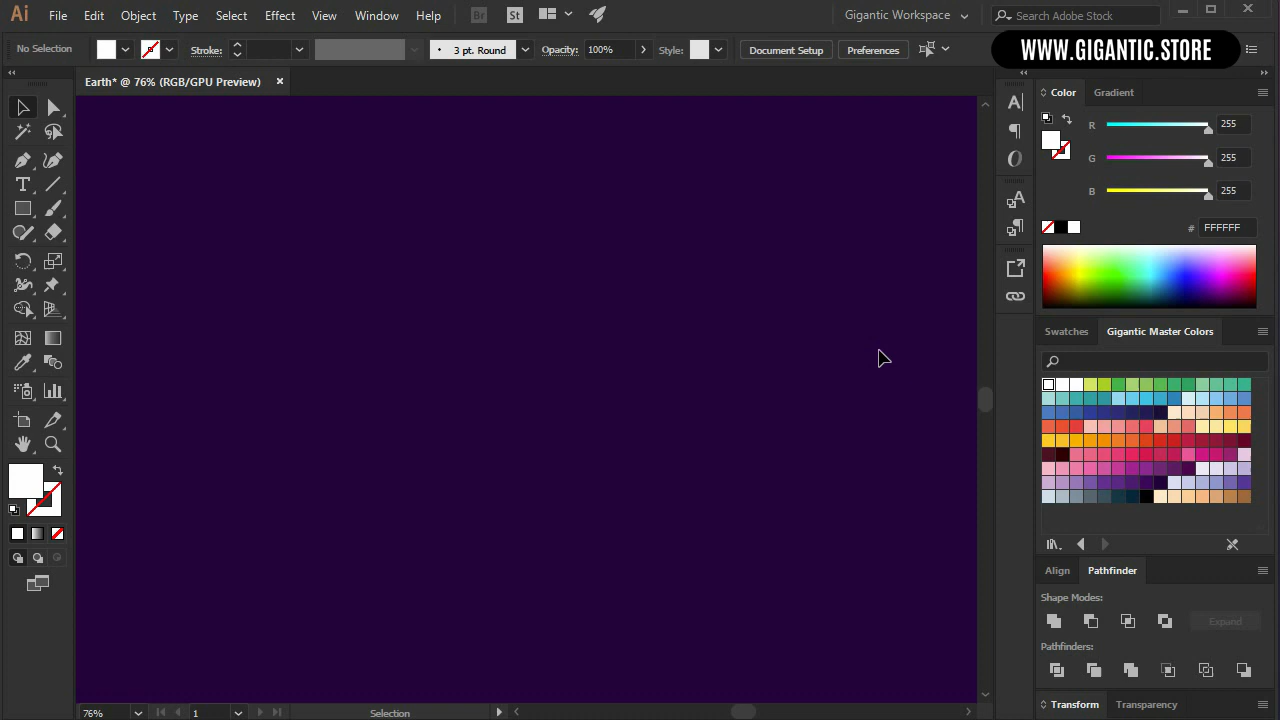 Ai File Edit Object Type Select Effect View Window Help Br St Gigantic Workspace Search Adobe Stock
No Selection Stroke: 3 pt. Round Opacity: 100% Style: Document Setup Preferences WWW.GIGANTIC.STORE
Earth* @ 76% (RGB/GPU Preview) ×
Color Gradient
R 255
G 255
B 255
# FFFFFF
Swatches Gigantic Master Colors
Align Pathfinder
Shape Modes:
Expand
Pathfinders:
Transform Transparency
76% 1 Selection